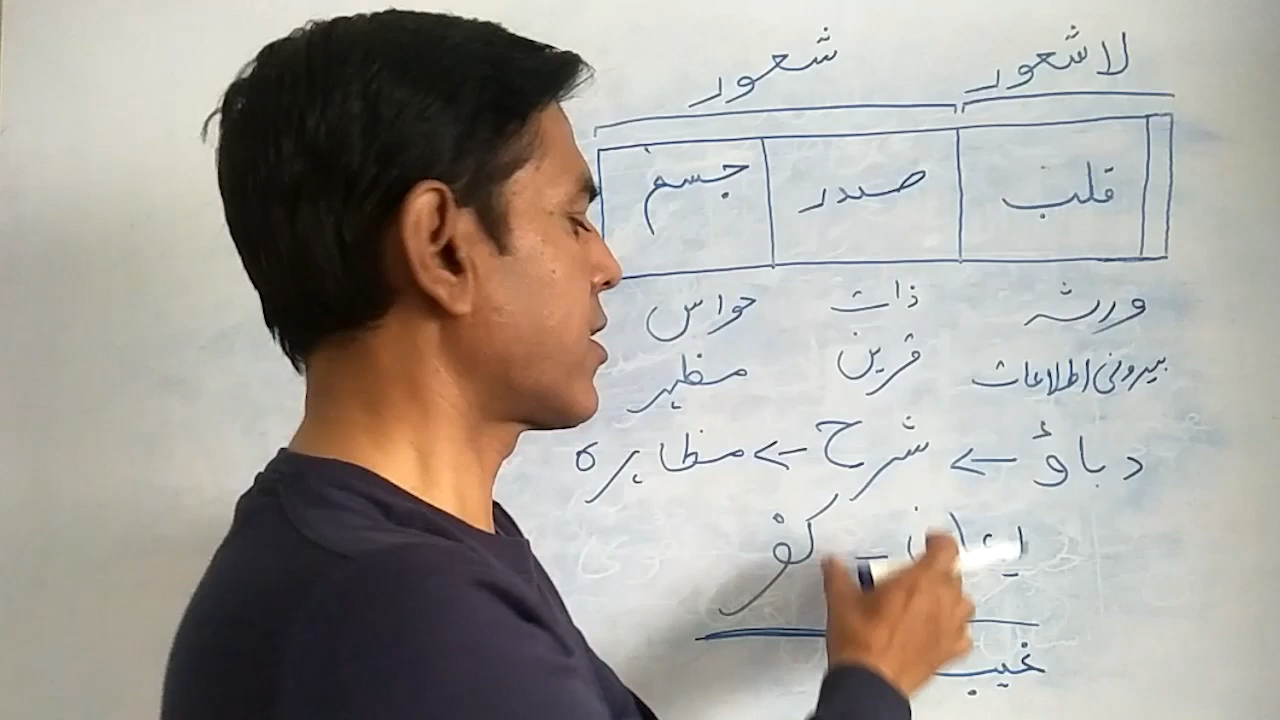 لاشعور شعور
قلب صدر جسم
ورثہ ذات حواس
بیرونی اطلاعات قرین مظہر
دباؤ ← شرح ← مظاہرہ
ایمان - کفر
غیب